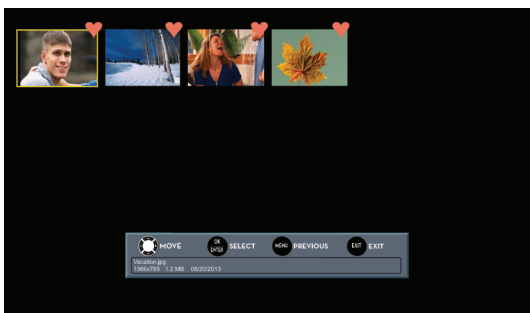 MOVE
OK
ENTER
SELECT
MENU
PREVIOUS
EXIT
EXIT
Vacation.jpg
1366x768 1.2 MB 08/20/2013